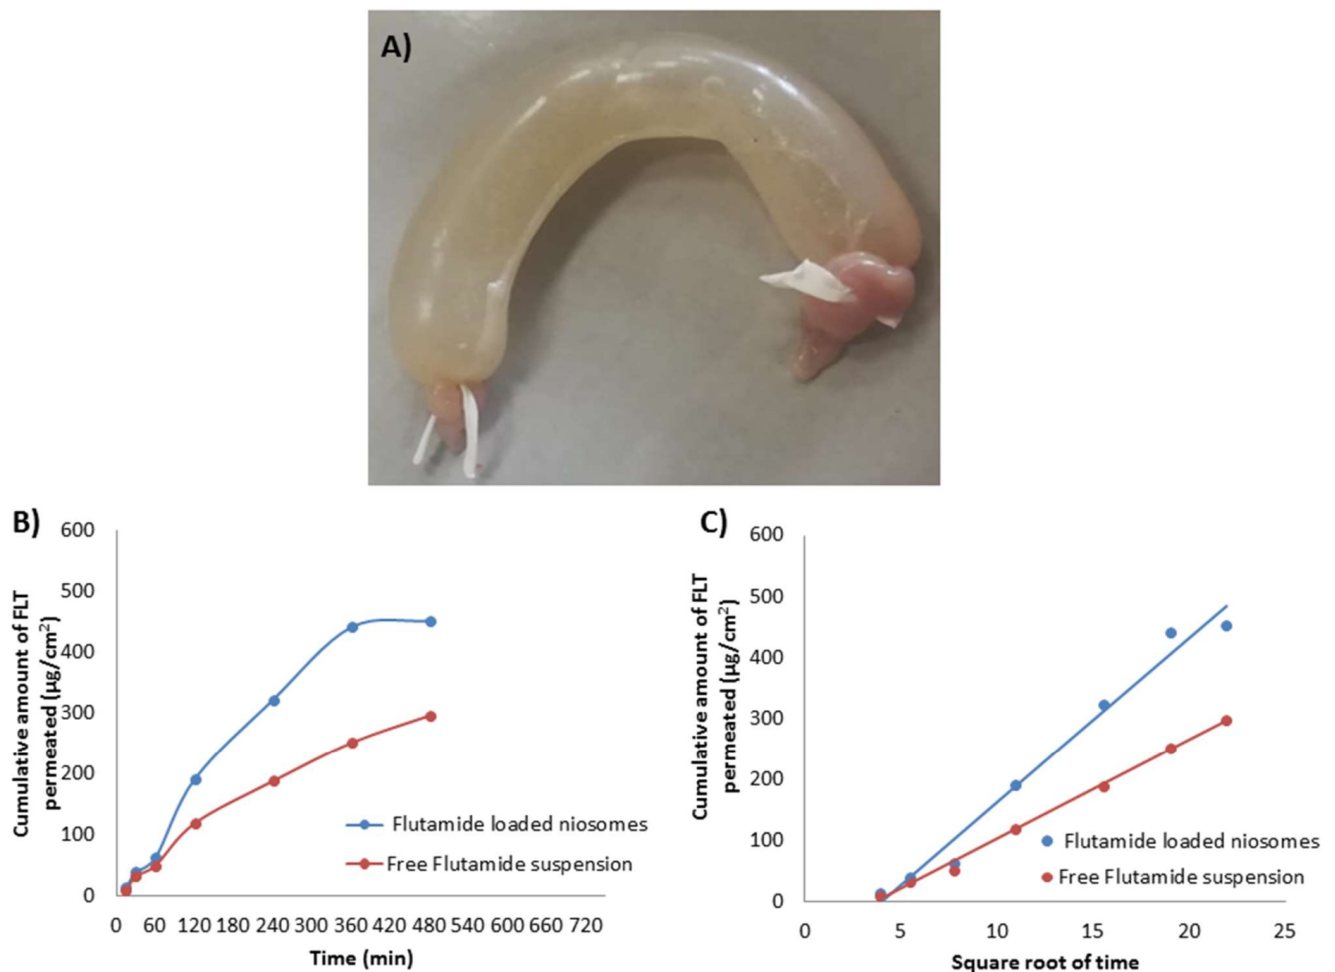 A)
B)
Cumulative amount of FLT
permeated (µg/cm²)
600
500
400
300
200
100
0
0 60 120 180 240 300 360 420 480 540 600 660 720
Time (min)
Flutamide loaded niosomes
Free Flutamide suspension
C)
Cumulative amount of FLT
permeated (µg/cm²)
600
500
400
300
200
100
0
0 5 10 15 20 25
Square root of time
Flutamide loaded niosomes
Free Flutamide suspension